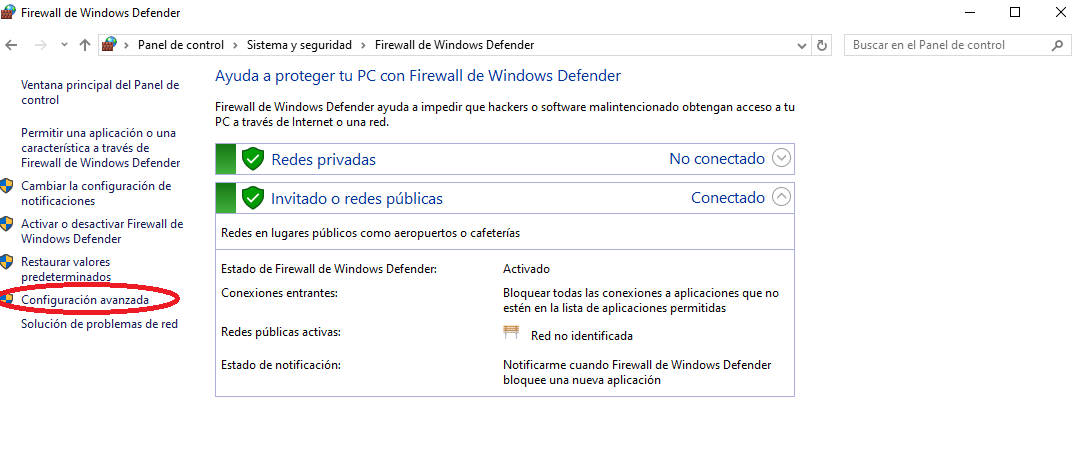 Firewall de Windows Defender
Panel de control > Sistema y seguridad > Firewall de Windows Defender
Buscar en el Panel de control
Ventana principal del Panel de
control
Permitir una aplicación o una
característica a través de
Firewall de Windows Defender
Cambiar la configuración de
notificaciones
Activar o desactivar Firewall de
Windows Defender
Restaurar valores
predeterminados
Configuración avanzada
Solución de problemas de red
Ayuda a proteger tu PC con Firewall de Windows Defender
Firewall de Windows Defender ayuda a impedir que hackers o software malintencionado obtengan acceso a tu
PC a través de Internet o una red.
Redes privadas No conectado
Invitado o redes públicas Conectado
Redes en lugares públicos como aeropuertos o cafeterías
Estado de Firewall de Windows Defender: Activado
Conexiones entrantes: Bloquear todas las conexiones a aplicaciones que no
estén en la lista de aplicaciones permitidas
Redes públicas activas: Red no identificada
Estado de notificación: Notificarme cuando Firewall de Windows Defender
bloquee una nueva aplicación